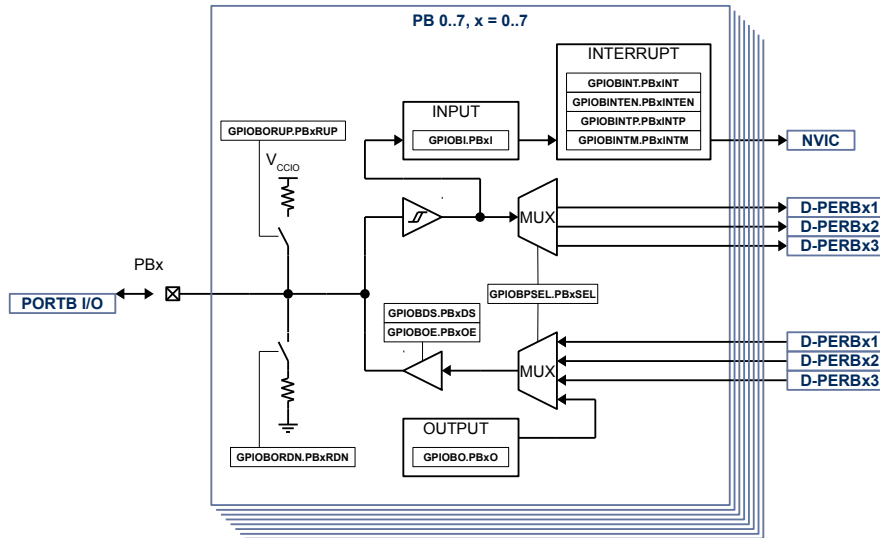 PB 0..7, x = 0..7
INTERRUPT
GPIOBINT.PBxINT
GPIOBINTEN.PBxINTEN
GPIOBINTP.PBxINTP
GPIOBINTM.PBxINTM
INPUT
GPIOBI.PBxI
NVIC
GPIOBORUP.PBxRUP
VCCIO
MUX
D-PERBx1
D-PERBx2
D-PERBx3
PBx
PORTB I/O
GPIOBPSEL.PBxSEL
GPIOBDS.PBxDS
GPIOBOE.PBxOE
MUX
D-PERBx1
D-PERBx2
D-PERBx3
OUTPUT
GPIOBO.PBxO
GPIOBORDN.PBxRDN